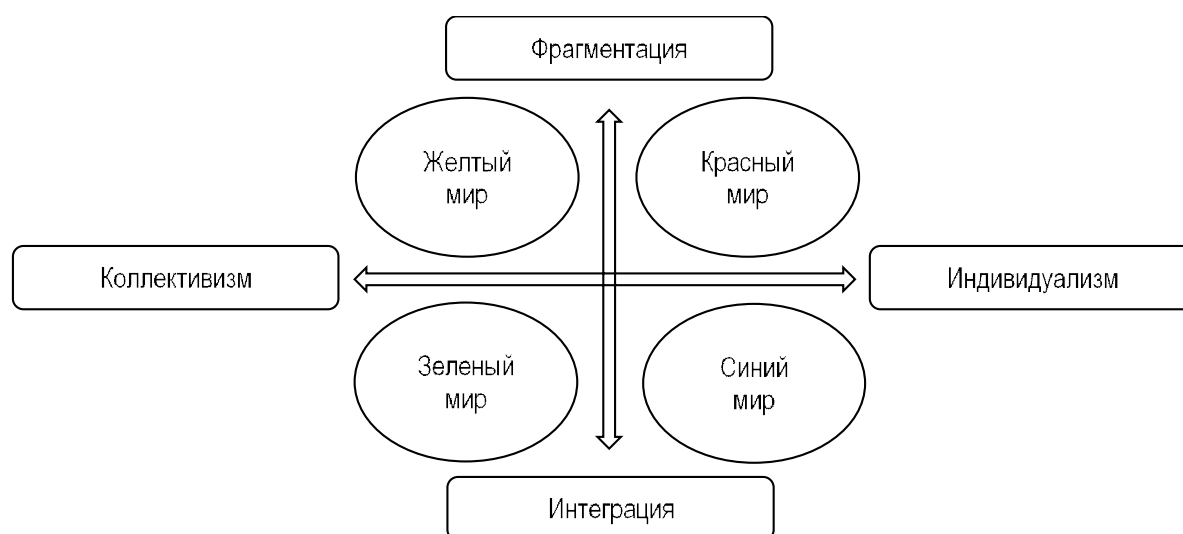 Фрагментация
Желтый
мир
Красный
мир
Коллективизм
Индивидуализм
Зеленый
мир
Синий
мир
Интеграция